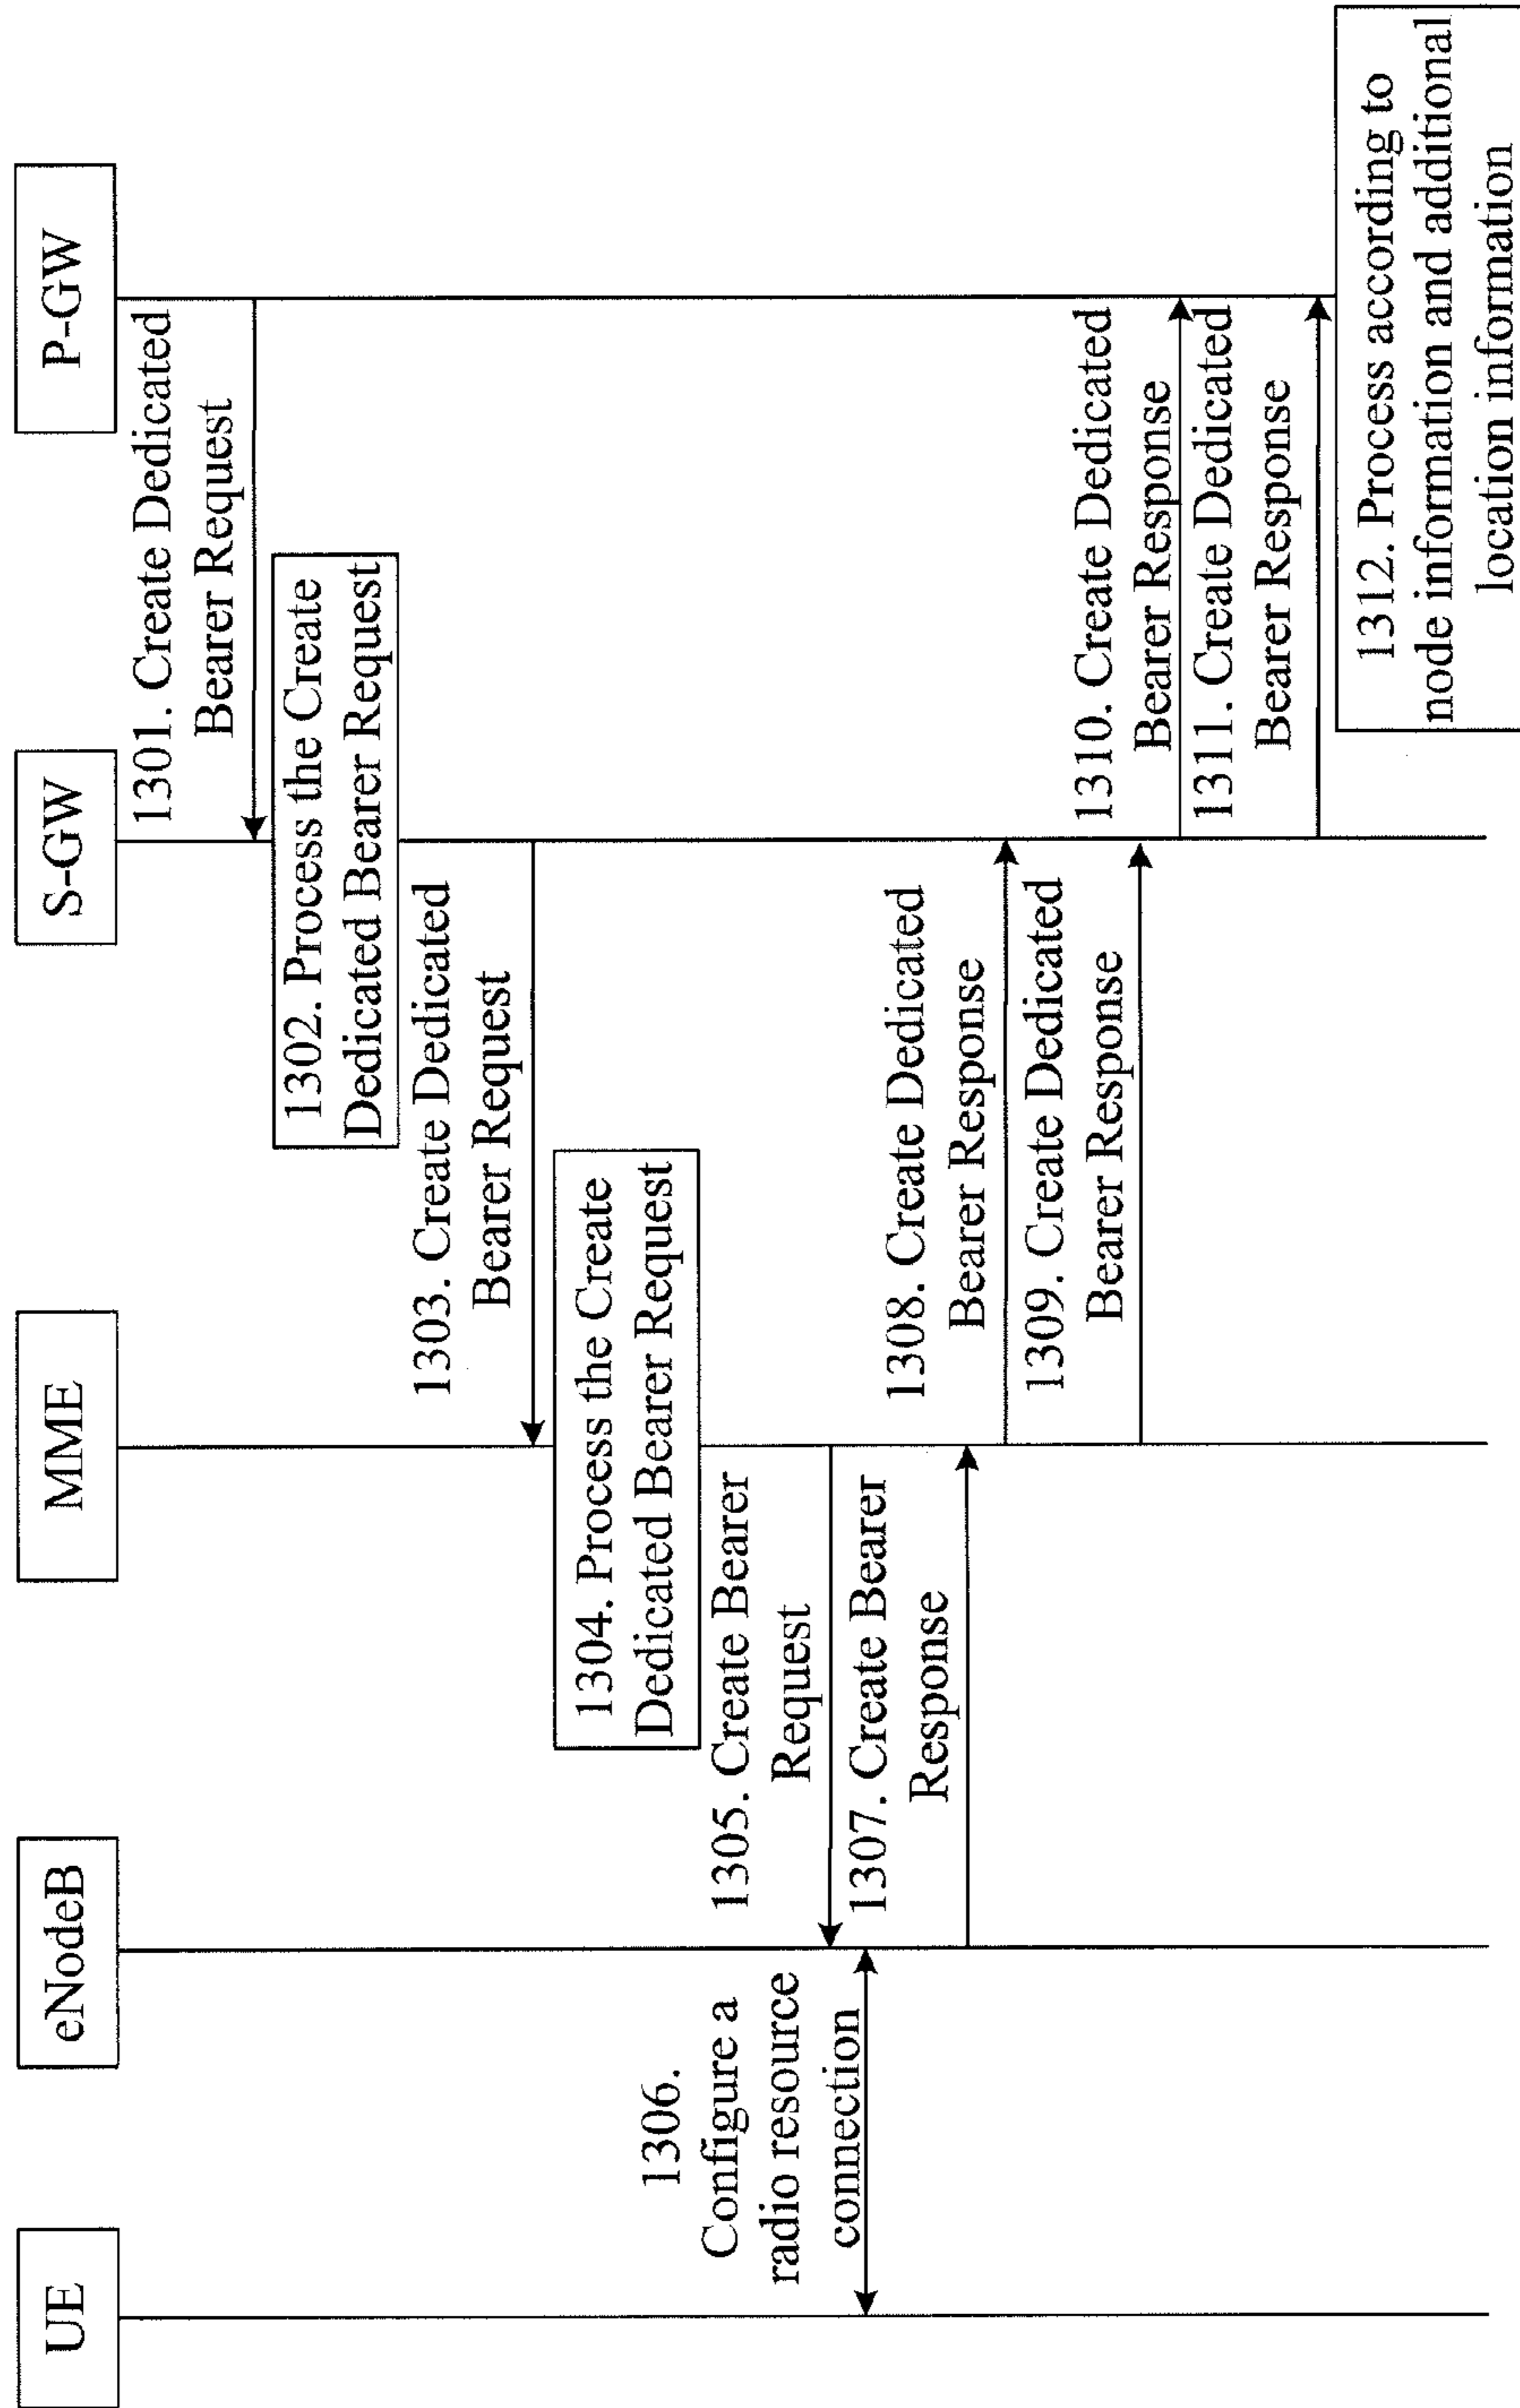 UE
eNodeB
MME
S-GW
P-GW
1301. Create Dedicated
Bearer Request
1302. Process the Create
Dedicated Bearer Request
1303. Create Dedicated
Bearer Request
1304. Process the Create
Dedicated Bearer Request
1305. Create Bearer
Request
1306.
Configure a
radio resource
connection
1307. Create Bearer
Response
1308. Create Dedicated
Bearer Response
1309. Create Dedicated
Bearer Response
1310. Create Dedicated
Bearer Response
1311. Create Dedicated
Bearer Response
1312. Process according to
node information and additional
location information